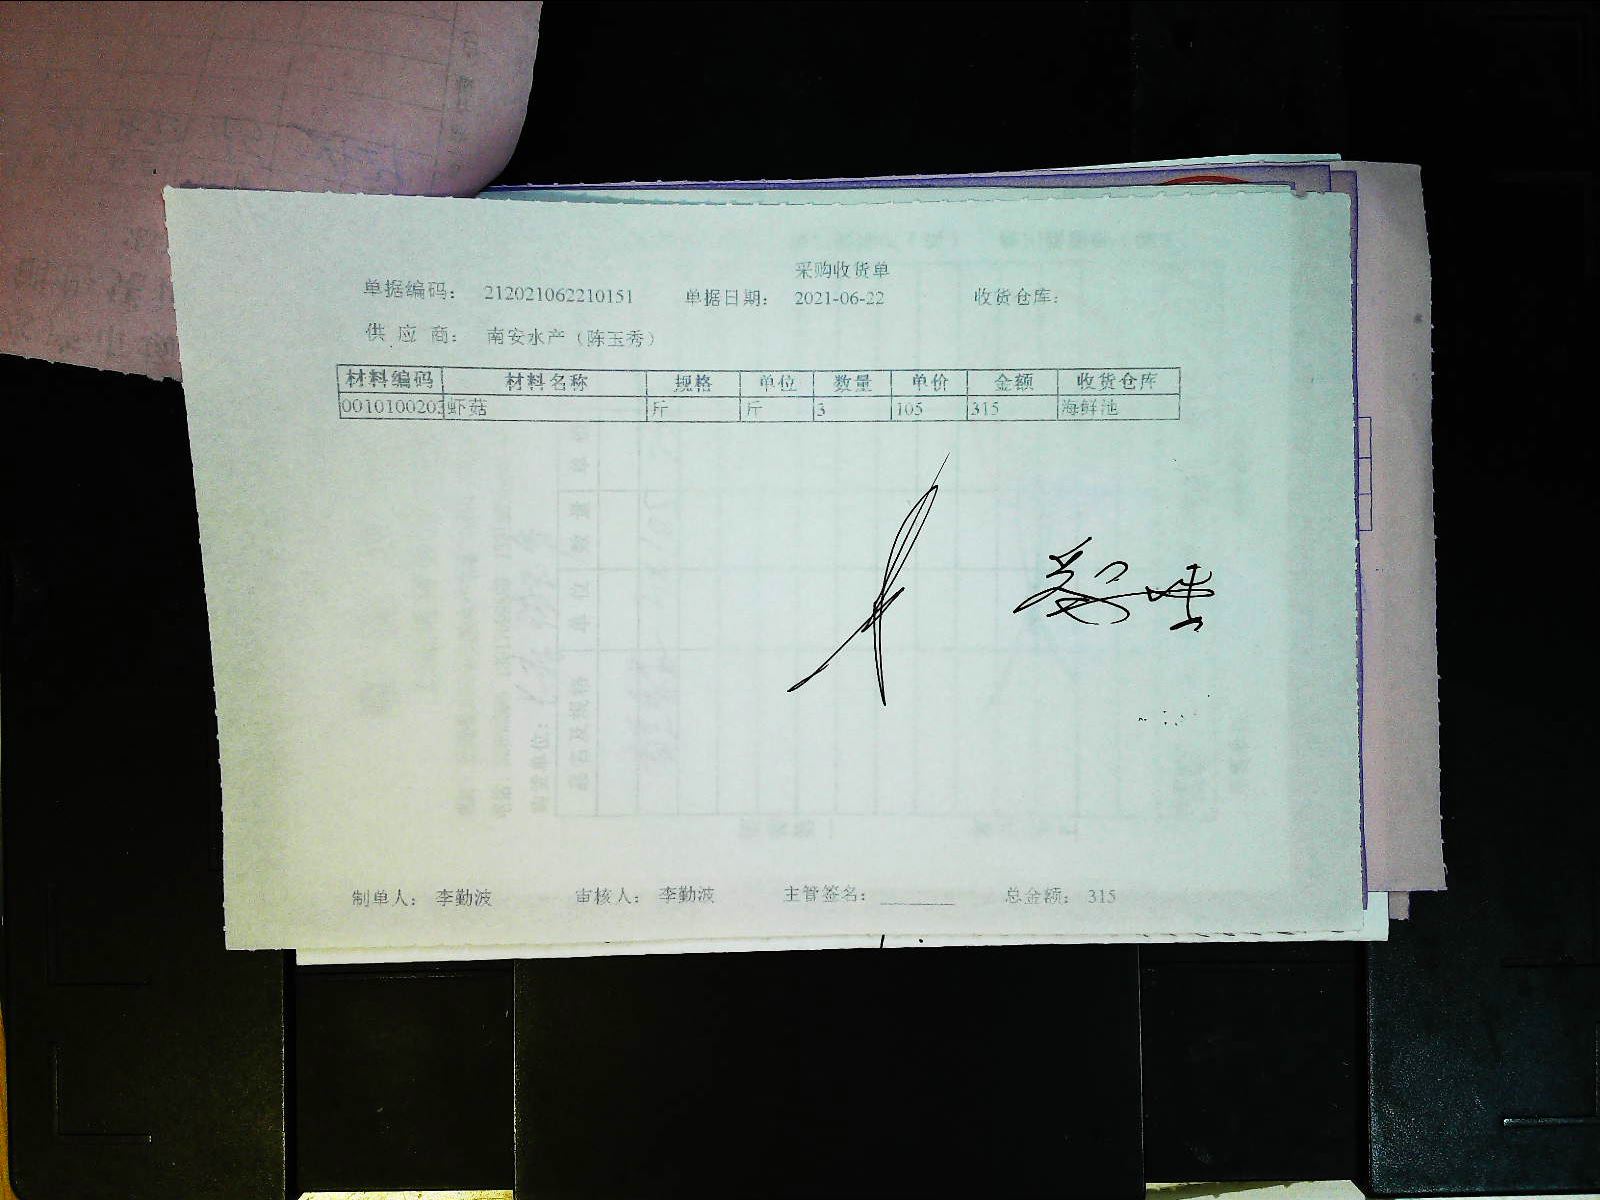 采购收货单
单据编码： 212021062210151 单据日期： 2021-06-22 收货仓库：
供 应 商： 南安水产（陈玉秀）
材料编码 材料名称 规格 单位 数量 单价 金额 收货仓库
0010100203 虾菇 斤 斤 3 105 315 海鲜池
制单人： 李勤波 审核人： 李勤波 主管签名： ________ 总金额： 315